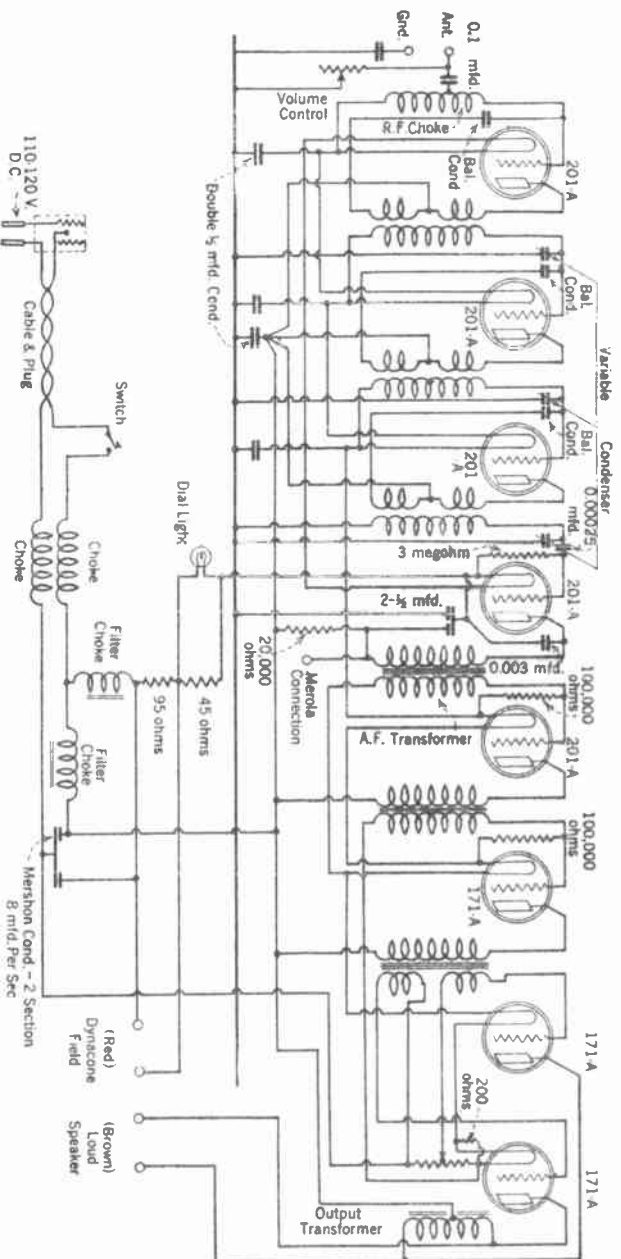 0.1
mfd.
Ant.
Gnd.
Volume
Control
R.F. Choke
Bal.
Cond
201-A
Double ½ mfd. Cond.
Bal.
Cond.
201-A
Variable Condenser
Bal.
Cond.
201
A
0.00025
mfd
3 megohm
201-A
2-½ mfd.
0.003 mfd.
20,000
ohms
Merola
Connection
A.F. Transformer
100,000
ohms
201-A
100,000
ohms
171-A
171-A
200
ohms
171-A
Output
Transformer
110-120 V.
D.C.
Cable & Plug
Switch
Choke
Choke
Dial Light
Filter
Choke
95 ohms
45 ohms
Filter
Choke
Mershon Cond. - 2 Section
8 mfd. Per Sec
(Red)
Dynacone
Field
(Brown)
Loud
Speaker